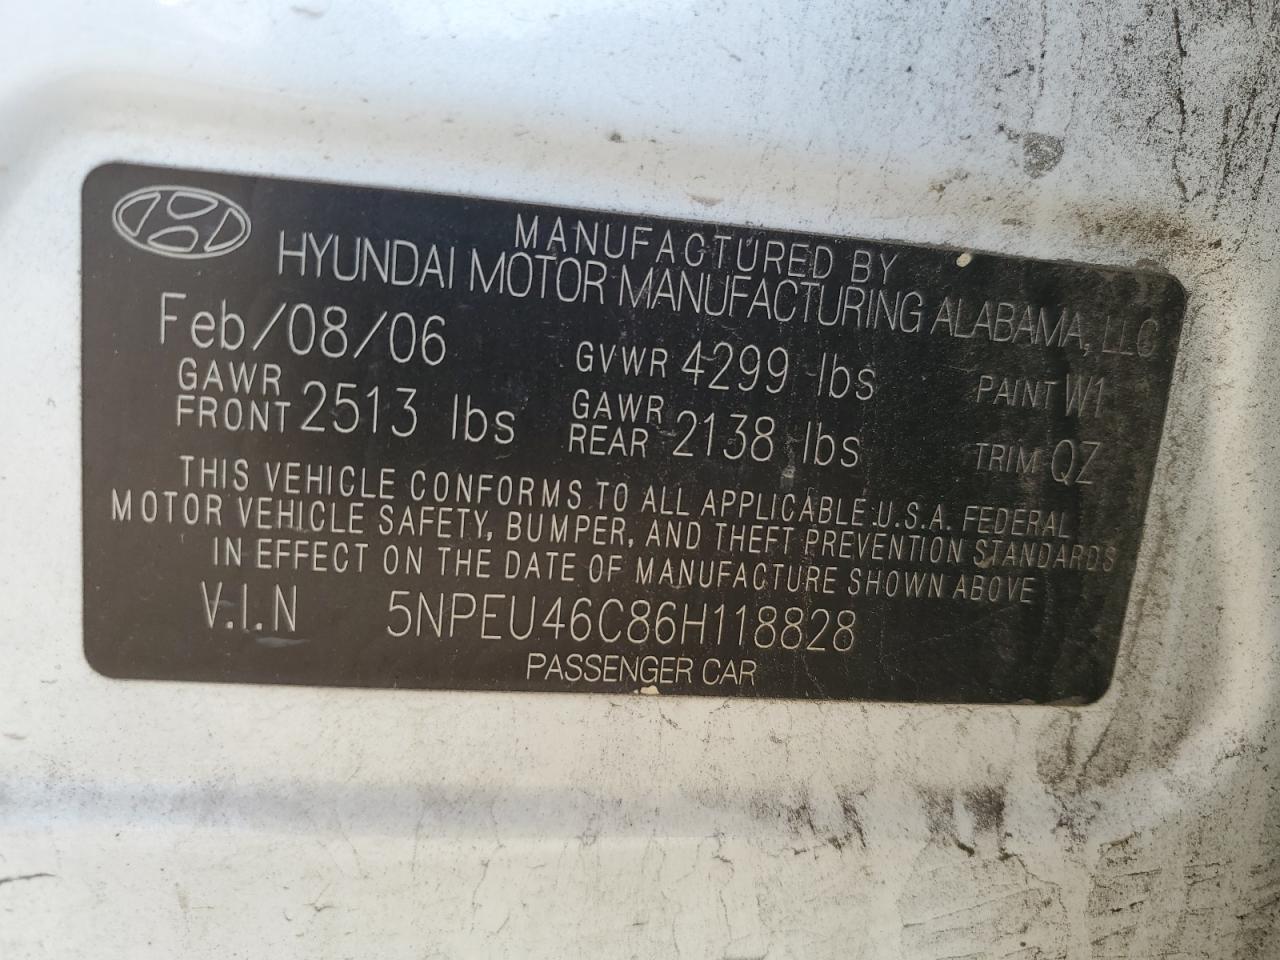 MANUFACTURED BY
HYUNDAI MOTOR MANUFACTURING ALABAMA, LLC
Feb/08/06 GVWR 4299 lbs PAINT W1
GAWR FRONT 2513 lbs GAWR REAR 2138 lbs TRIM QZ
THIS VEHICLE CONFORMS TO ALL APPLICABLE U.S.A. FEDERAL
MOTOR VEHICLE SAFETY, BUMPER, AND THEFT PREVENTION STANDARDS
IN EFFECT ON THE DATE OF MANUFACTURE SHOWN ABOVE
V.I.N 5NPEU46C86H118828
PASSENGER CAR